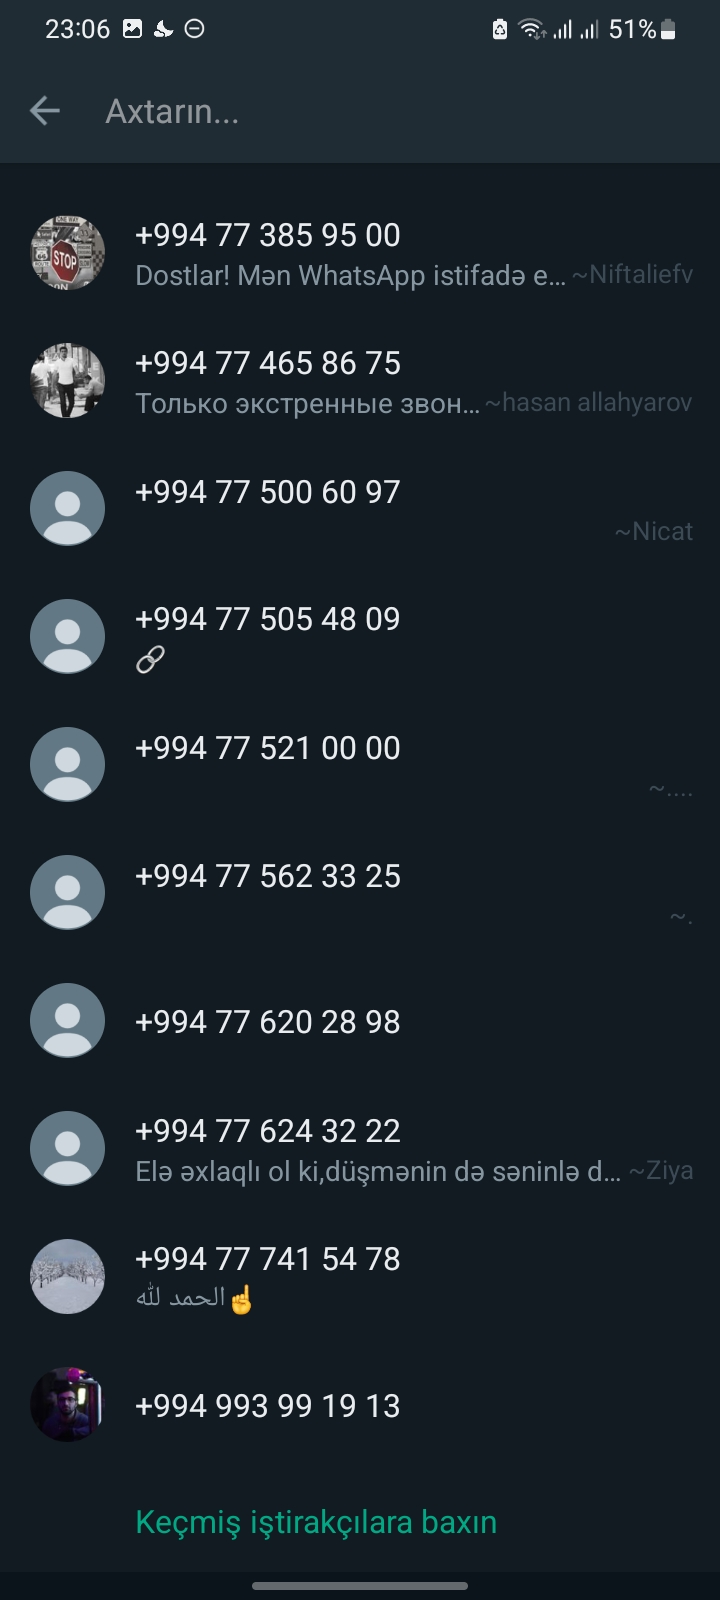 23:06
51%
Axtarın...
+994 77 385 95 00
Dostlar! Mən WhatsApp istifadə e... ~Niftaliefv
+994 77 465 86 75
Только экстренные звон... ~hasan allahyarov
+994 77 500 60 97
~Nicat
+994 77 505 48 09
🔗
+994 77 521 00 00
~....
+994 77 562 33 25
~.
+994 77 620 28 98
+994 77 624 32 22
Elə əxlaqlı ol ki,düşmənin də səninlə d... ~Ziya
+994 77 741 54 78
الحمد لله☝️
+994 993 99 19 13
Keçmiş iştirakçılara baxın
STOP
ONE WAY